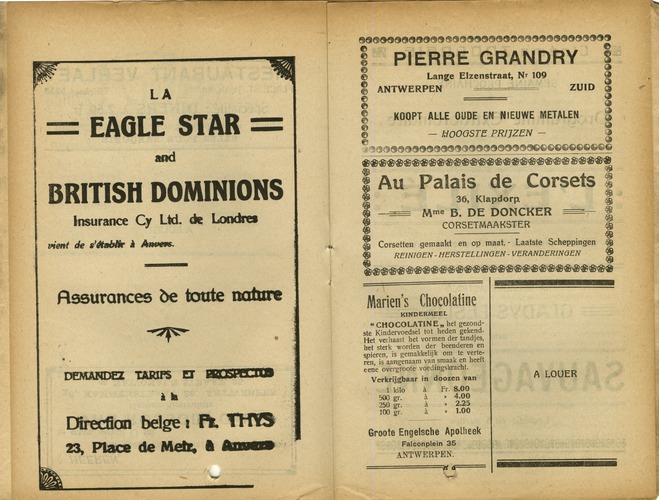 LA
EAGLE STAR
and
BRITISH DOMINIONS
Insurance Cy Ltd. de Londres
vient de s'établir à Anvers.
Assurances de toute nature
DEMANDEZ TARIFS ET PROSPECTUS
à la
Direction belge : Fr. THYS
23, Place de Metz, à Anvers
PIERRE GRANDRY
Lange Elzenstraat, Nr 109
ANTWERPEN ZUID
KOOPT ALLE OUDE EN NIEUWE METALEN
— HOOGSTE PRIJZEN —
Au Palais de Corsets
36, Klapdorp
Mme B. DE DONCKER
CORSETMAAKSTER
Corsetten gemaakt en op maat. - Laatste Scheppingen
REINIGEN - HERSTELLINGEN - VERANDERINGEN
Marien's Chocolatine
KINDERMEEL
"CHOCOLATINE„ het gezond-
ste Kindervoedsel tot heden gekend.
Het verhaast het vormen der tandjes,
het sterk worden der beenderen en
spieren, is gemakkelijk om te verte-
ren, is aangenaam van smaak en heeft
eene overgroote voedingskracht.
Verkrijgbaar in doozen van
1 kilo à Fr. 8.00
500 gr. à » 4.00
250 gr. à » 2.25
100 gr. à » 1.00
Groote Engelsche Apotheek
Falconplein 35
ANTWERPEN.
A LOUER